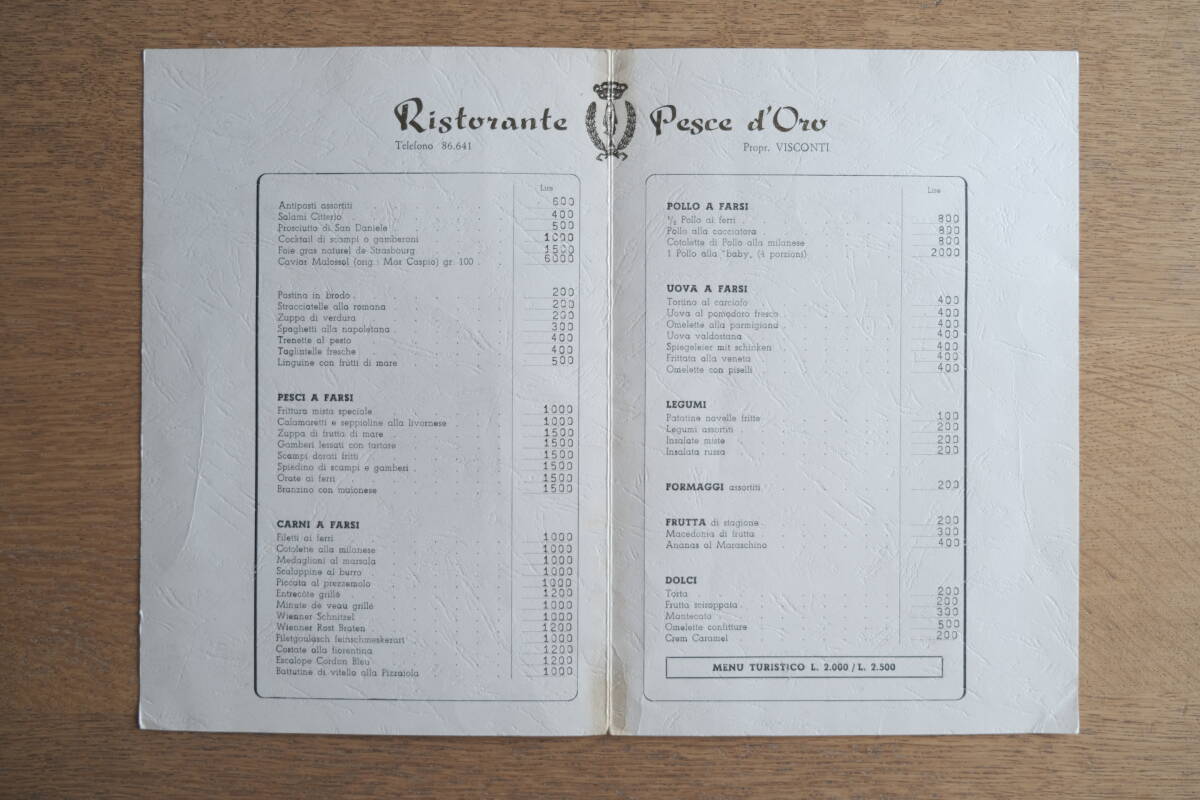 Ristorante
Telefono 86.641
Lire
Antipasti assortiti 600
Salami Citterio 400
Prosciutto di San Daniele 500
Cocktail di scampi o gamberoni 1000
Foie gras naturel de Strasbourg 1500
Caviar Malossol (orig. Mar Caspio) gr. 100 6000
Pastina in brodo 200
Stracciatelle alla romana 200
Zuppa di verdura 200
Spaghetti alla napoletana 300
Trenette al pesto 400
Tagliatelle fresche 400
Linguine con frutti di mare 500
PESCI A FARSI
Frittura mista speciale 1000
Calamaretti e seppioline alla livornese 1000
Zuppa di frutta di mare 1500
Gamberi lessati con tartare 1500
Scampi dorati fritti 1500
Spiedino di scampi e gamberi 1500
Orate ai ferri 1500
Branzino con maionese 1500
CARNI A FARSI
Filetti ai ferri 1000
Cotolette alla milanese 1000
Medaglioni al marsala 1000
Scaloppine al burro 1000
Piccata al prezzemolo 1000
Entrecôte grillé 1200
Minute de veau grillé 1000
Wienner Schnitzel 1000
Wienner Rost Braten 1200
Filetgoulasch feinschmeskerart 1000
Costate alla fiorentina 1200
Escalope Cordon Bleu 1200
Battutine di vitello alla Pizzaiola 1000
Pesce d'Oro
Propr. VISCONTI
Lire
POLLO A FARSI
½ Pollo ai ferri 800
Pollo alla cacciatora 800
Cotolette di Pollo alla milanese 800
1 Pollo alla "baby, (4 porzioni) 2000
UOVA A FARSI
Tortino al carciofo 400
Uova al pomodoro fresco 400
Omelette alla parmigiana 400
Uova valdostana 400
Spiegeleier mit schinken 400
Frittata alla veneta 400
Omelette con piselli 400
LEGUMI
Patatine novelle fritte 100
Legumi assortiti 200
Insalate miste 200
Insalata russa 200
FORMAGGI assortiti 200
FRUTTA di stagione 200
Macedonia di frutta 300
Ananas al Maraschino 400
DOLCI
Torta 200
Frutta sciroppata 200
Mantecato 300
Omelette confitture 500
Crem Caramel 200
MENU TURISTICO L. 2.000 / L. 2.500